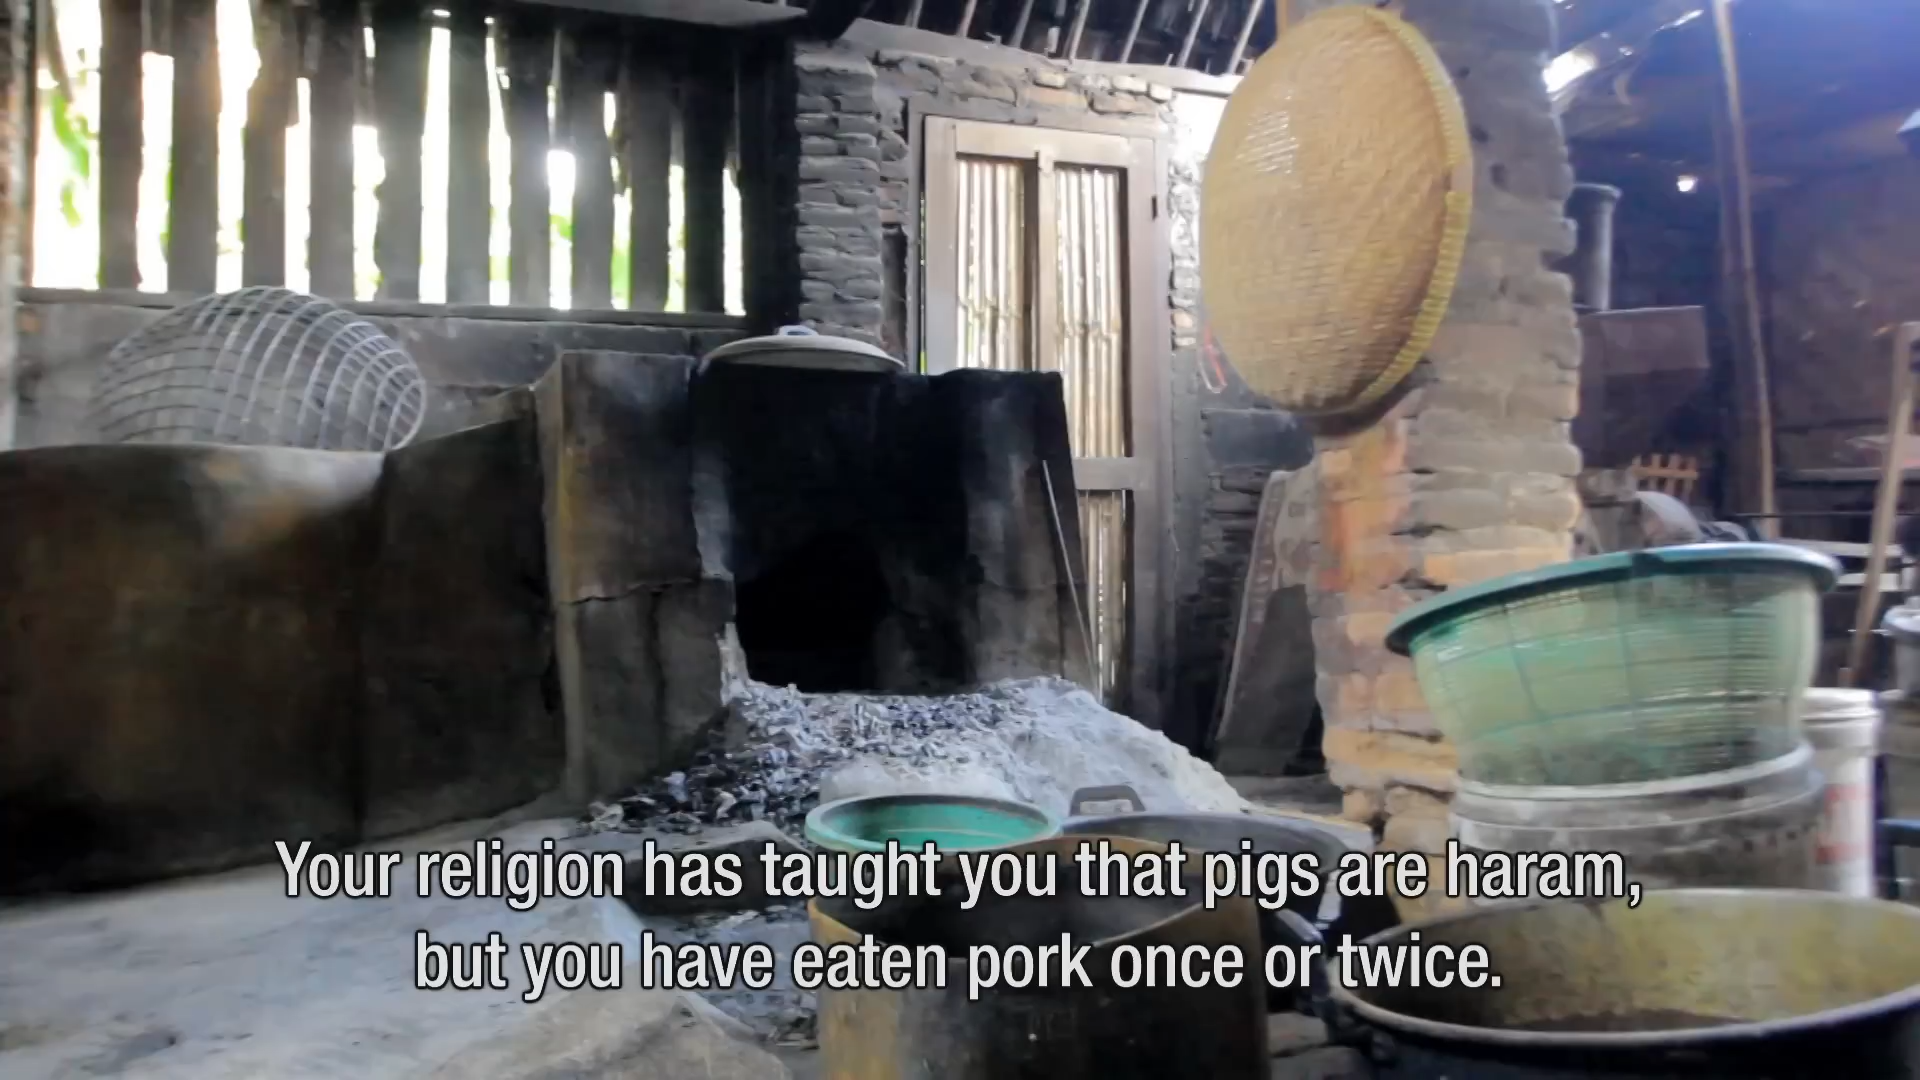 Your religion has taught you that pigs are haram,
but you have eaten pork once or twice.